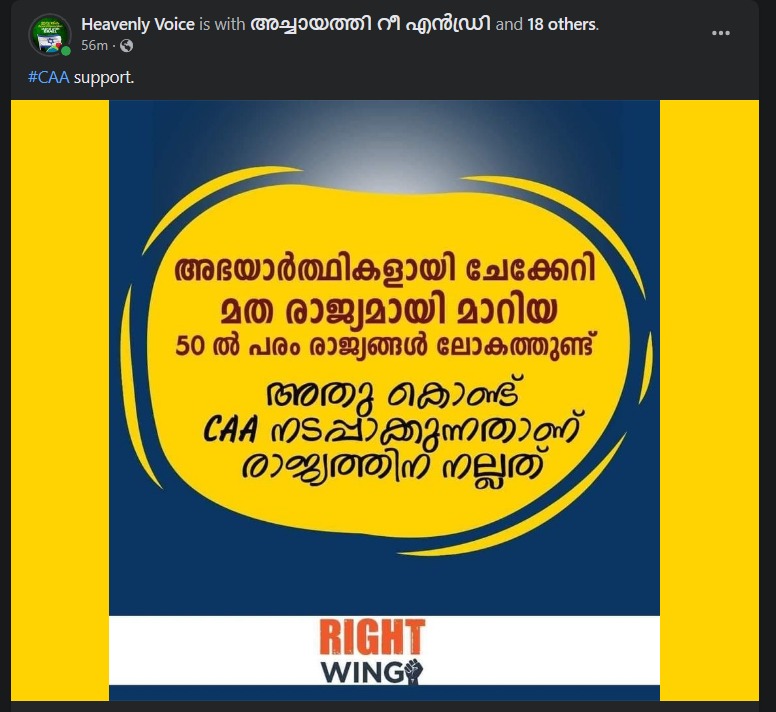 Heavenly Voice is with അച്ചായത്തി റീ എൻഡ്രി and 18 others.
56m ·
#CAA support.
അഭയാർത്ഥികളായി ചേക്കേറി
മത രാജ്യമായി മാറിയ
50 ൽ പരം രാജ്യങ്ങൾ ലോകത്തുണ്ട്
അതു കൊണ്ട്
CAA നടപ്പാക്കുന്നതാണ്
രാജ്യത്തിന് നല്ലത്
RIGHT
WING